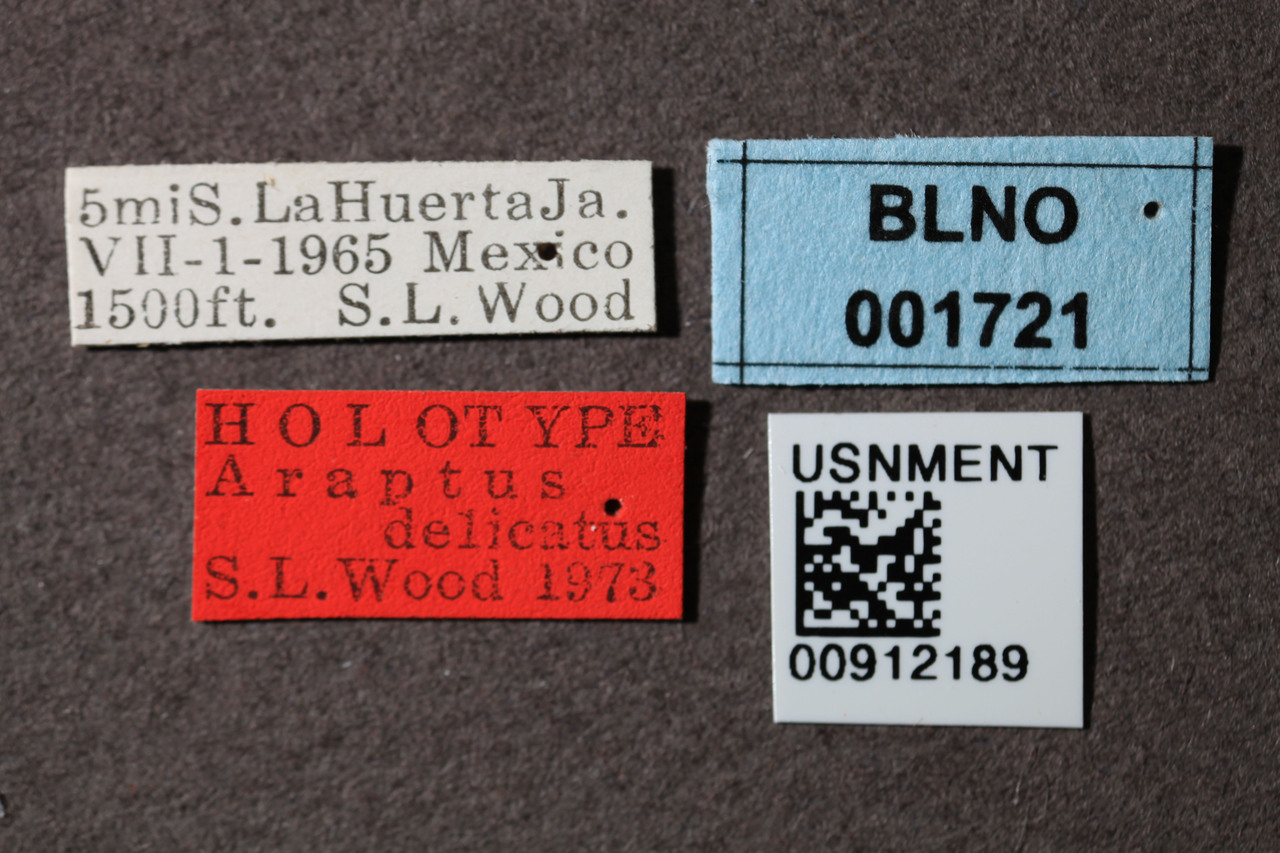 5miS. LaHuertaJa.
VII-1-1965 Mexico
1500ft. S.L. Wood
BLNO
001721
HOLOTYPE
Araptus
delicatus
S.L. Wood 1973
USNMENT
00912189